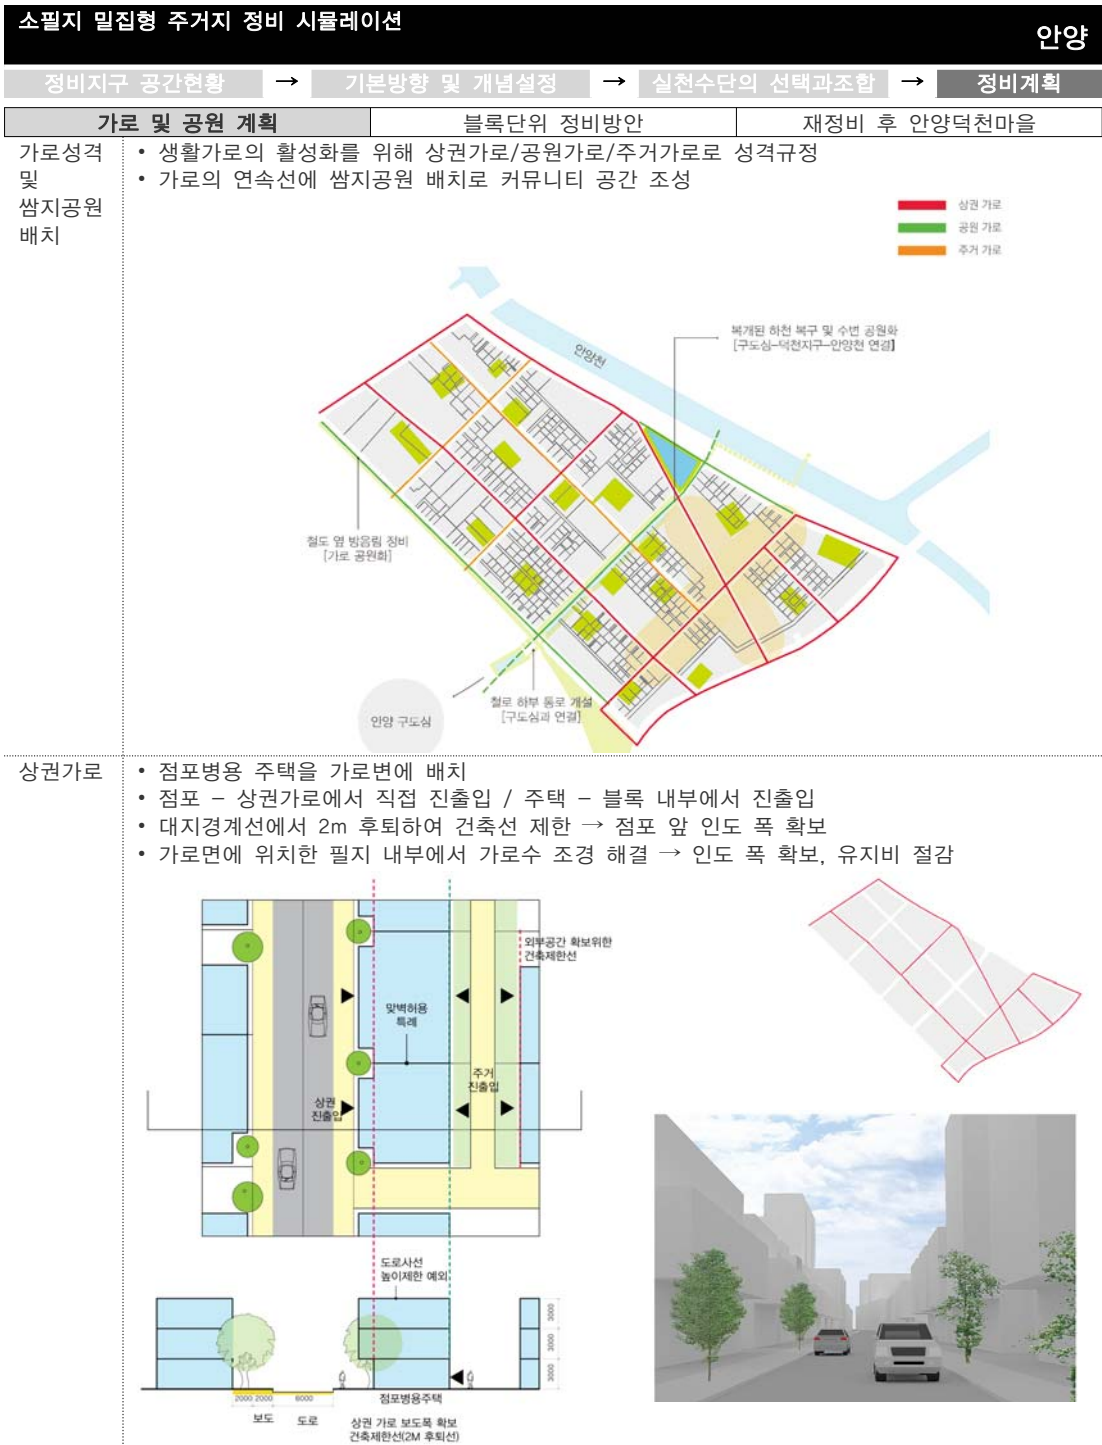 소필지 밀집형 주거지 정비 시뮬레이션
안양
정비지구 공간현황 → 기본방향 및 개념설정 → 실천수단의 선택과조합 → 정비계획
가로 및 공원 계획 블록단위 정비방안 재정비 후 안양덕천마을
가로성격
및
쌈지공원
배치
• 생활가로의 활성화를 위해 상권가로/공원가로/주거가로로 성격규정
• 가로의 연속선에 쌈지공원 배치로 커뮤니티 공간 조성
상권 가로
공원 가로
주거 가로
복개된 하천 복구 및 수변 공원화
[구도심-덕천지구-안양천 연결]
안양천
철도 옆 방음림 정비
[가로 공원화]
철로 하부 통로 개설
[구도심과 연결]
안양 구도심
상권가로
• 점포병용 주택을 가로변에 배치
• 점포 – 상권가로에서 직접 진출입 / 주택 – 블록 내부에서 진출입
• 대지경계선에서 2m 후퇴하여 건축선 제한 → 점포 앞 인도 폭 확보
• 가로면에 위치한 필지 내부에서 가로수 조경 해결 → 인도 폭 확보, 유지비 절감
외부공간 확보위한
건축제한선
맞벽허용
특례
주거
진출입
상권
진출입
도로사선
높이제한 예외
3000
3000
3000
2000 2000 6000
점포병용주택
보도 도로
상권 가로 보도폭 확보
건축제한선(2M 후퇴선)